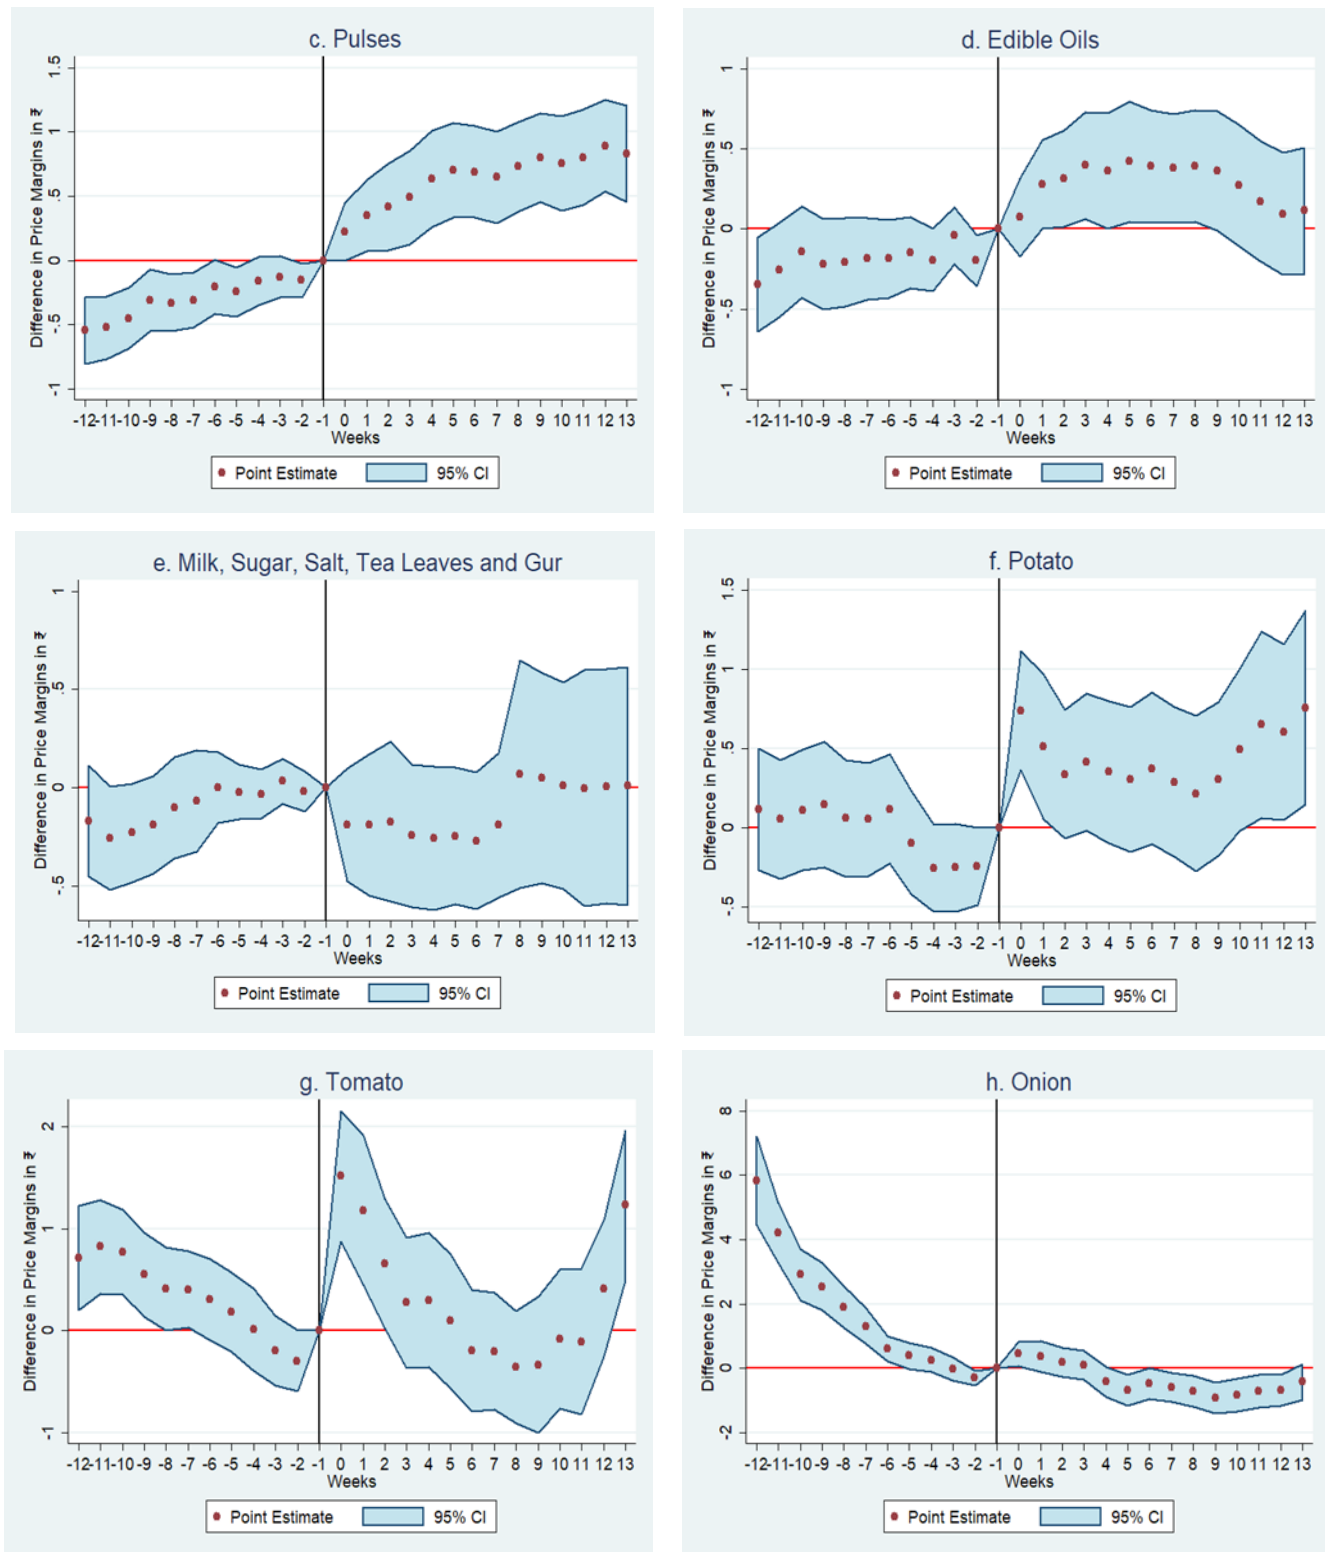 c. Pulses
Difference in Price Margins in ₹
1.5
1
.5
0
-.5
-1
-12 -11 -10 -9 -8 -7 -6 -5 -4 -3 -2 -1 0 1 2 3 4 5 6 7 8 9 10 11 12 13
Weeks
Point Estimate 95% CI
d. Edible Oils
Difference in Price Margins in ₹
1
.5
0
-.5
-1
-12 -11 -10 -9 -8 -7 -6 -5 -4 -3 -2 -1 0 1 2 3 4 5 6 7 8 9 10 11 12 13
Weeks
Point Estimate 95% CI
e. Milk, Sugar, Salt, Tea Leaves and Gur
Difference in Price Margins in ₹
1
.5
0
-.5
-12 -11 -10 -9 -8 -7 -6 -5 -4 -3 -2 -1 0 1 2 3 4 5 6 7 8 9 10 11 12 13
Weeks
Point Estimate 95% CI
f. Potato
Difference in Price Margins in ₹
1.5
1
.5
0
-.5
-12 -11 -10 -9 -8 -7 -6 -5 -4 -3 -2 -1 0 1 2 3 4 5 6 7 8 9 10 11 12 13
Weeks
Point Estimate 95% CI
g. Tomato
Difference in Price Margins in ₹
2
1
0
-1
-12 -11 -10 -9 -8 -7 -6 -5 -4 -3 -2 -1 0 1 2 3 4 5 6 7 8 9 10 11 12 13
Weeks
Point Estimate 95% CI
h. Onion
Difference in Price Margins in ₹
8
6
4
2
0
-2
-12 -11 -10 -9 -8 -7 -6 -5 -4 -3 -2 -1 0 1 2 3 4 5 6 7 8 9 10 11 12 13
Weeks
Point Estimate 95% CI